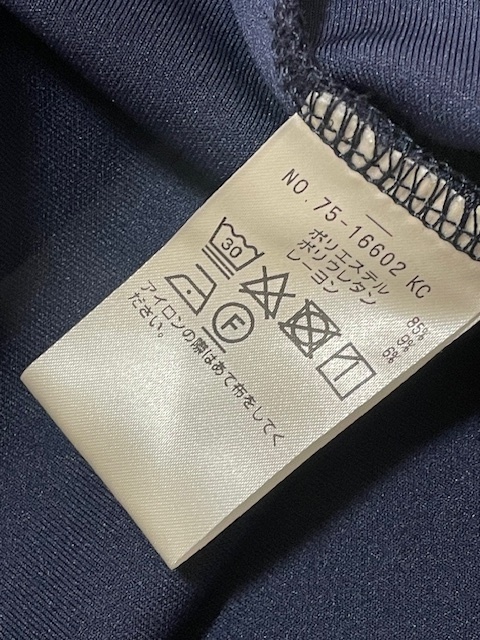 NO.75-16602 KC
ポリエステル 85%
ポリウレタン 9%
レーヨン 6%
30
F
アイロンの際はあて布をしてく
ださい。